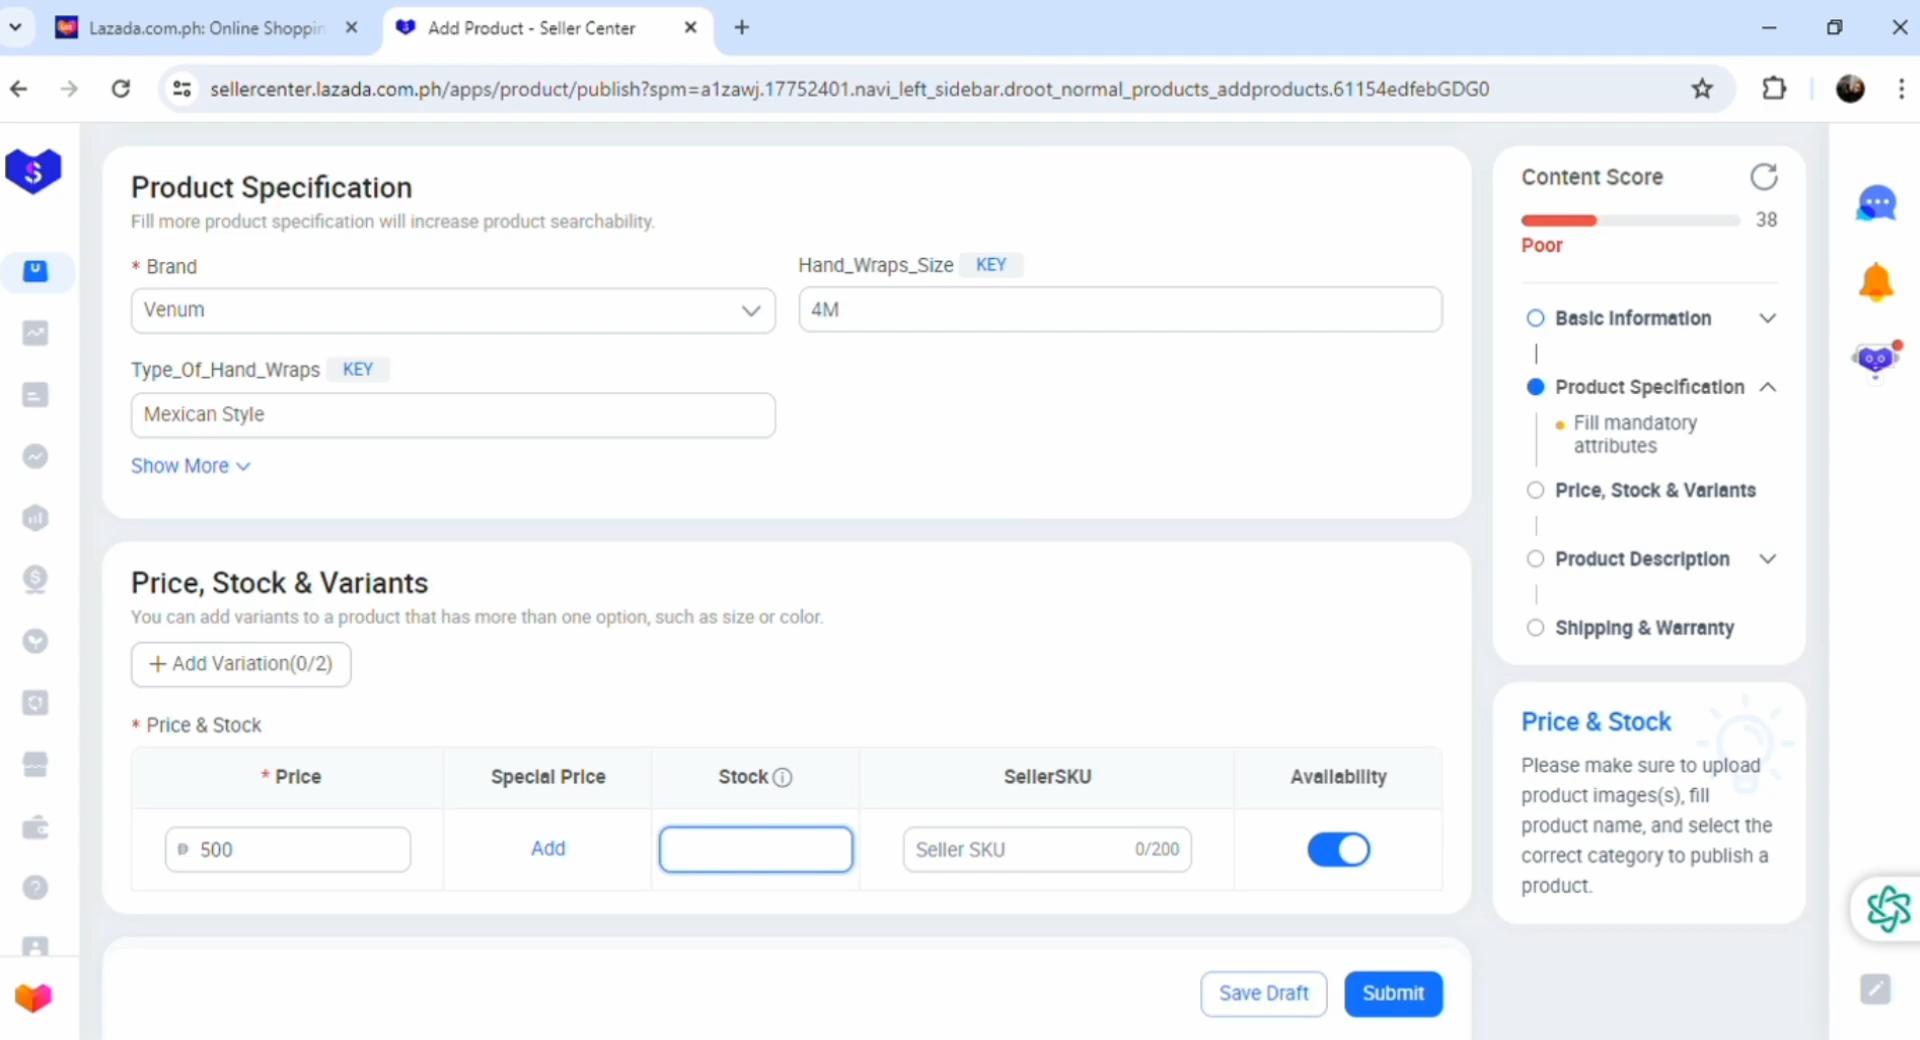 Lazada.com.ph: Online Shoppin
Add Product - Seller Center
sellercenter.lazada.com.ph/apps/product/publish?spm=a1zawj.17752401.navi_left_sidebar.droot_normal_products_addproducts.61154edfebGDG0
Product Specification
Fill more product specification will increase product searchability.
* Brand
Hand_Wraps_Size KEY
Venum
4M
Type_Of_Hand_Wraps KEY
Mexican Style
Show More
Price, Stock & Variants
You can add variants to a product that has more than one option, such as size or color.
+ Add Variation(0/2)
* Price & Stock
* Price
Special Price
Stock
SellerSKU
Availability
₱ 500
Add
Seller SKU 0/200
Save Draft
Submit
Content Score
38
Poor
Basic Information
Product Specification
Fill mandatory
attributes
Price, Stock & Variants
Product Description
Shipping & Warranty
Price & Stock
Please make sure to upload
product images(s), fill
product name, and select the
correct category to publish a
product.